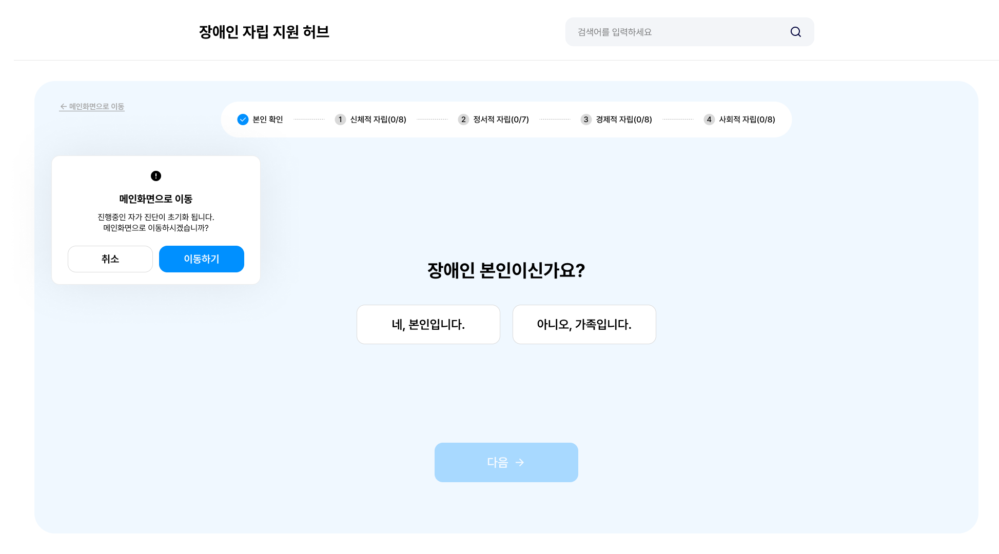 장애인 자립 지원 허브
검색어를 입력하세요
← 메인화면으로 이동
본인 확인
1 신체적 자립(0/8)
2 정서적 자립(0/7)
3 경제적 자립(0/8)
4 사회적 자립(0/8)
메인화면으로 이동
진행중인 자가 진단이 초기화 됩니다.
메인화면으로 이동하시겠습니까?
취소
이동하기
장애인 본인이신가요?
네, 본인입니다.
아니오, 가족입니다.
다음 →